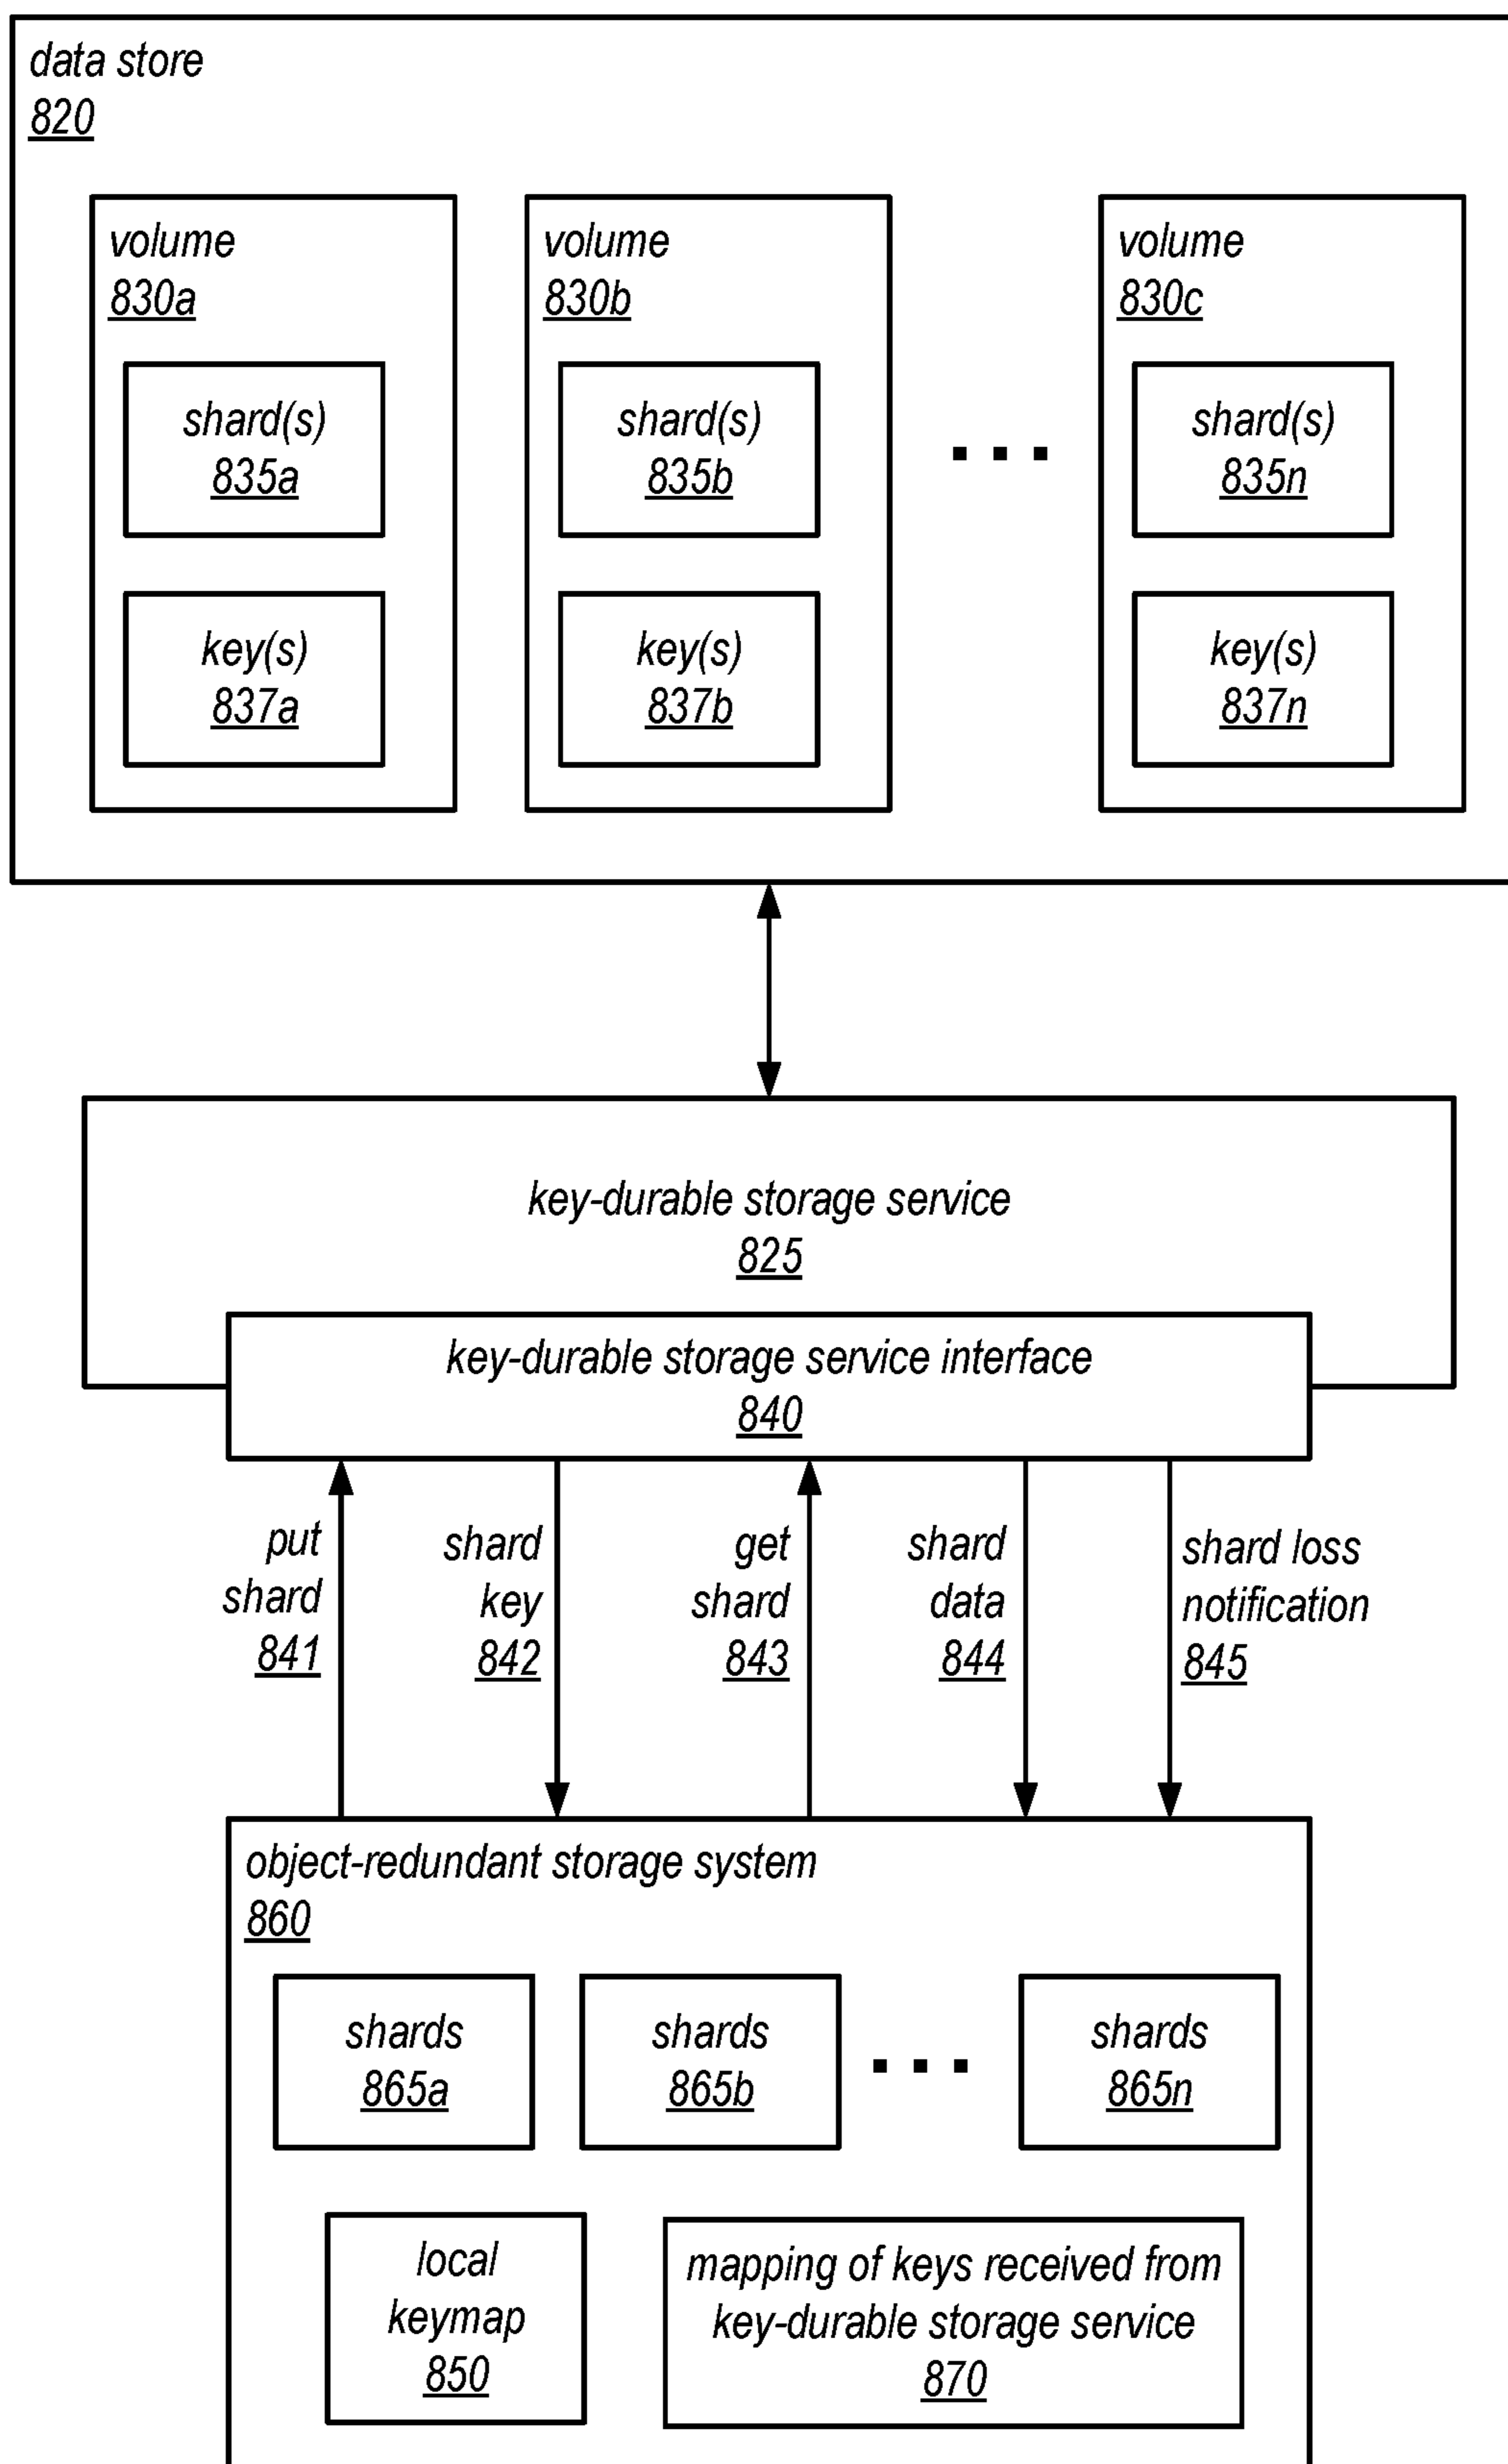 data store
820
volume
830a
shard(s)
835a
key(s)
837a
volume
830b
shard(s)
835b
key(s)
837b
volume
830c
shard(s)
835n
key(s)
837n
key-durable storage service
825
key-durable storage service interface
840
put
shard
841
shard
key
842
get
shard
843
shard
data
844
shard loss
notification
845
object-redundant storage system
860
shards
865a
shards
865b
shards
865n
local
keymap
850
mapping of keys received from
key-durable storage service
870